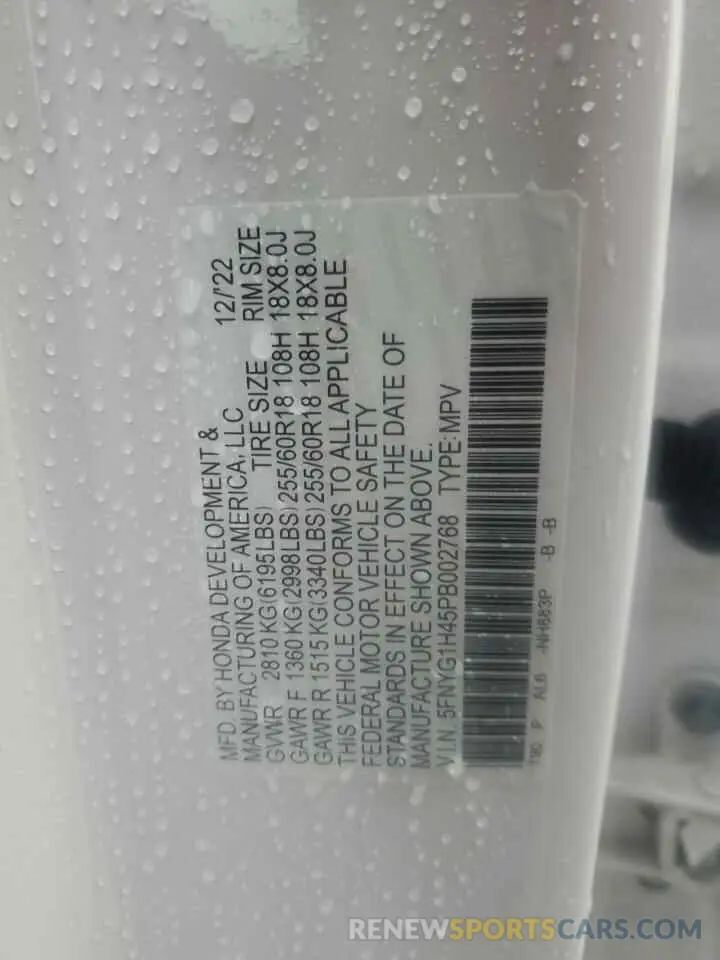 MFD. BY HONDA DEVELOPMENT & 12/'22
MANUFACTURING OF AMERICA, LLC
GVWR 2810 KG(6195LBS) TIRE SIZE RIM SIZE
GAWR F 1360 KG(2998LBS) 255/60R18 108H 18X8.0J
GAWR R 1515 KG(3340LBS) 255/60R18 108H 18X8.0J
THIS VEHICLE CONFORMS TO ALL APPLICABLE
FEDERAL MOTOR VEHICLE SAFETY
STANDARDS IN EFFECT ON THE DATE OF
MANUFACTURE SHOWN ABOVE.
V.I.N. 5FNYG1H45PB002768 TYPE: MPV
T90 P AL6 -NH883P -B -B
RENEWSPORTSCARS.COM